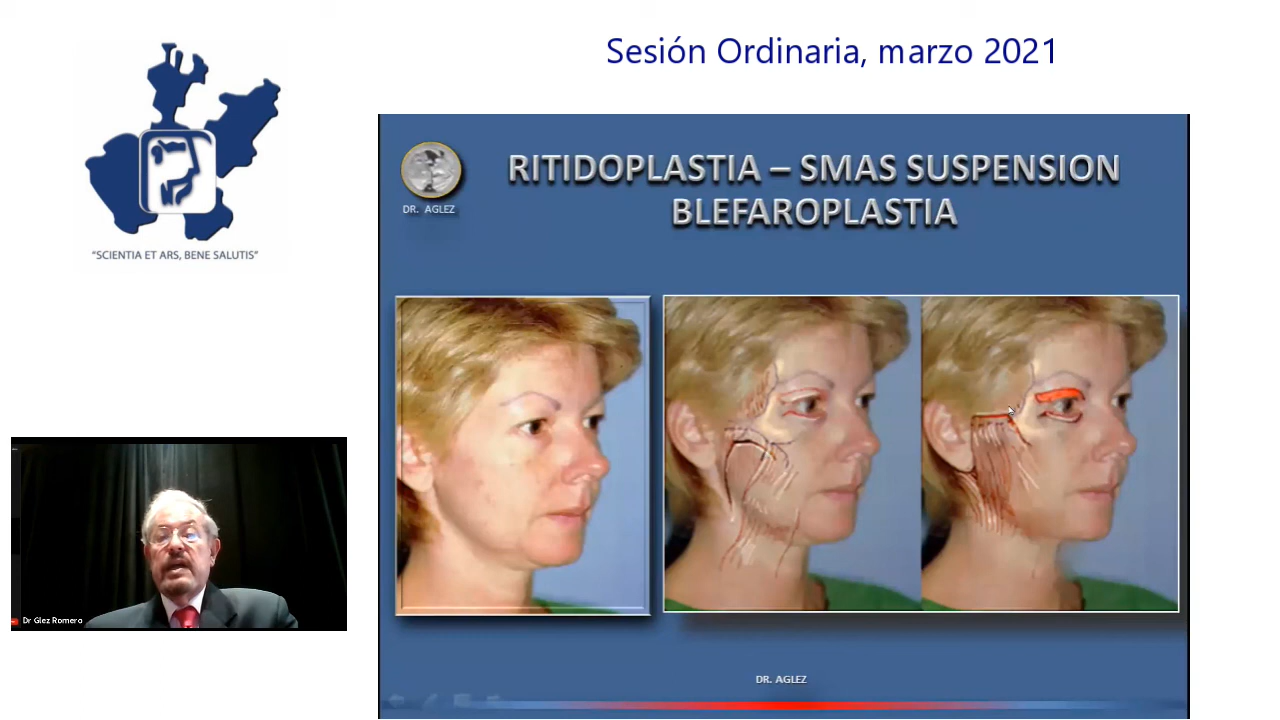 Sesión Ordinaria, marzo 2021
"SCIENTIA ET ARS, BENE SALUTIS"
DR. AGLEZ
RITIDOPLASTIA – SMAS SUSPENSION
BLEFAROPLASTIA
Dr Glez Romero
DR. AGLEZ